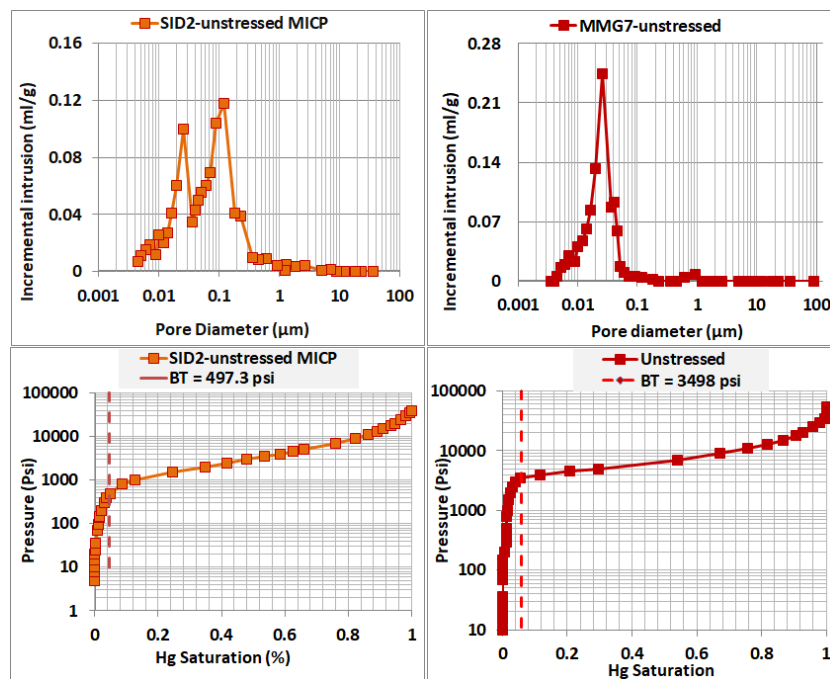 SID2-unstressed MICP
0.16
0.12
0.08
0.04
0
Incremental intrusion (ml/g)
0.001 0.01 0.1 1 10 100
Pore Diameter (µm)
MMG7-unstressed
0.28
0.21
0.14
0.07
0
Incremental intrusion (ml/g)
0.001 0.01 0.1 1 10 100
Pore diameter (µm)
SID2-unstressed MICP
BT = 497.3 psi
100000
10000
1000
100
10
1
Pressure (Psi)
0 0.2 0.4 0.6 0.8 1
Hg Saturation (%)
Unstressed
BT = 3498 psi
100000
10000
1000
100
10
Pressure (Psi)
0 0.2 0.4 0.6 0.8 1
Hg Saturation